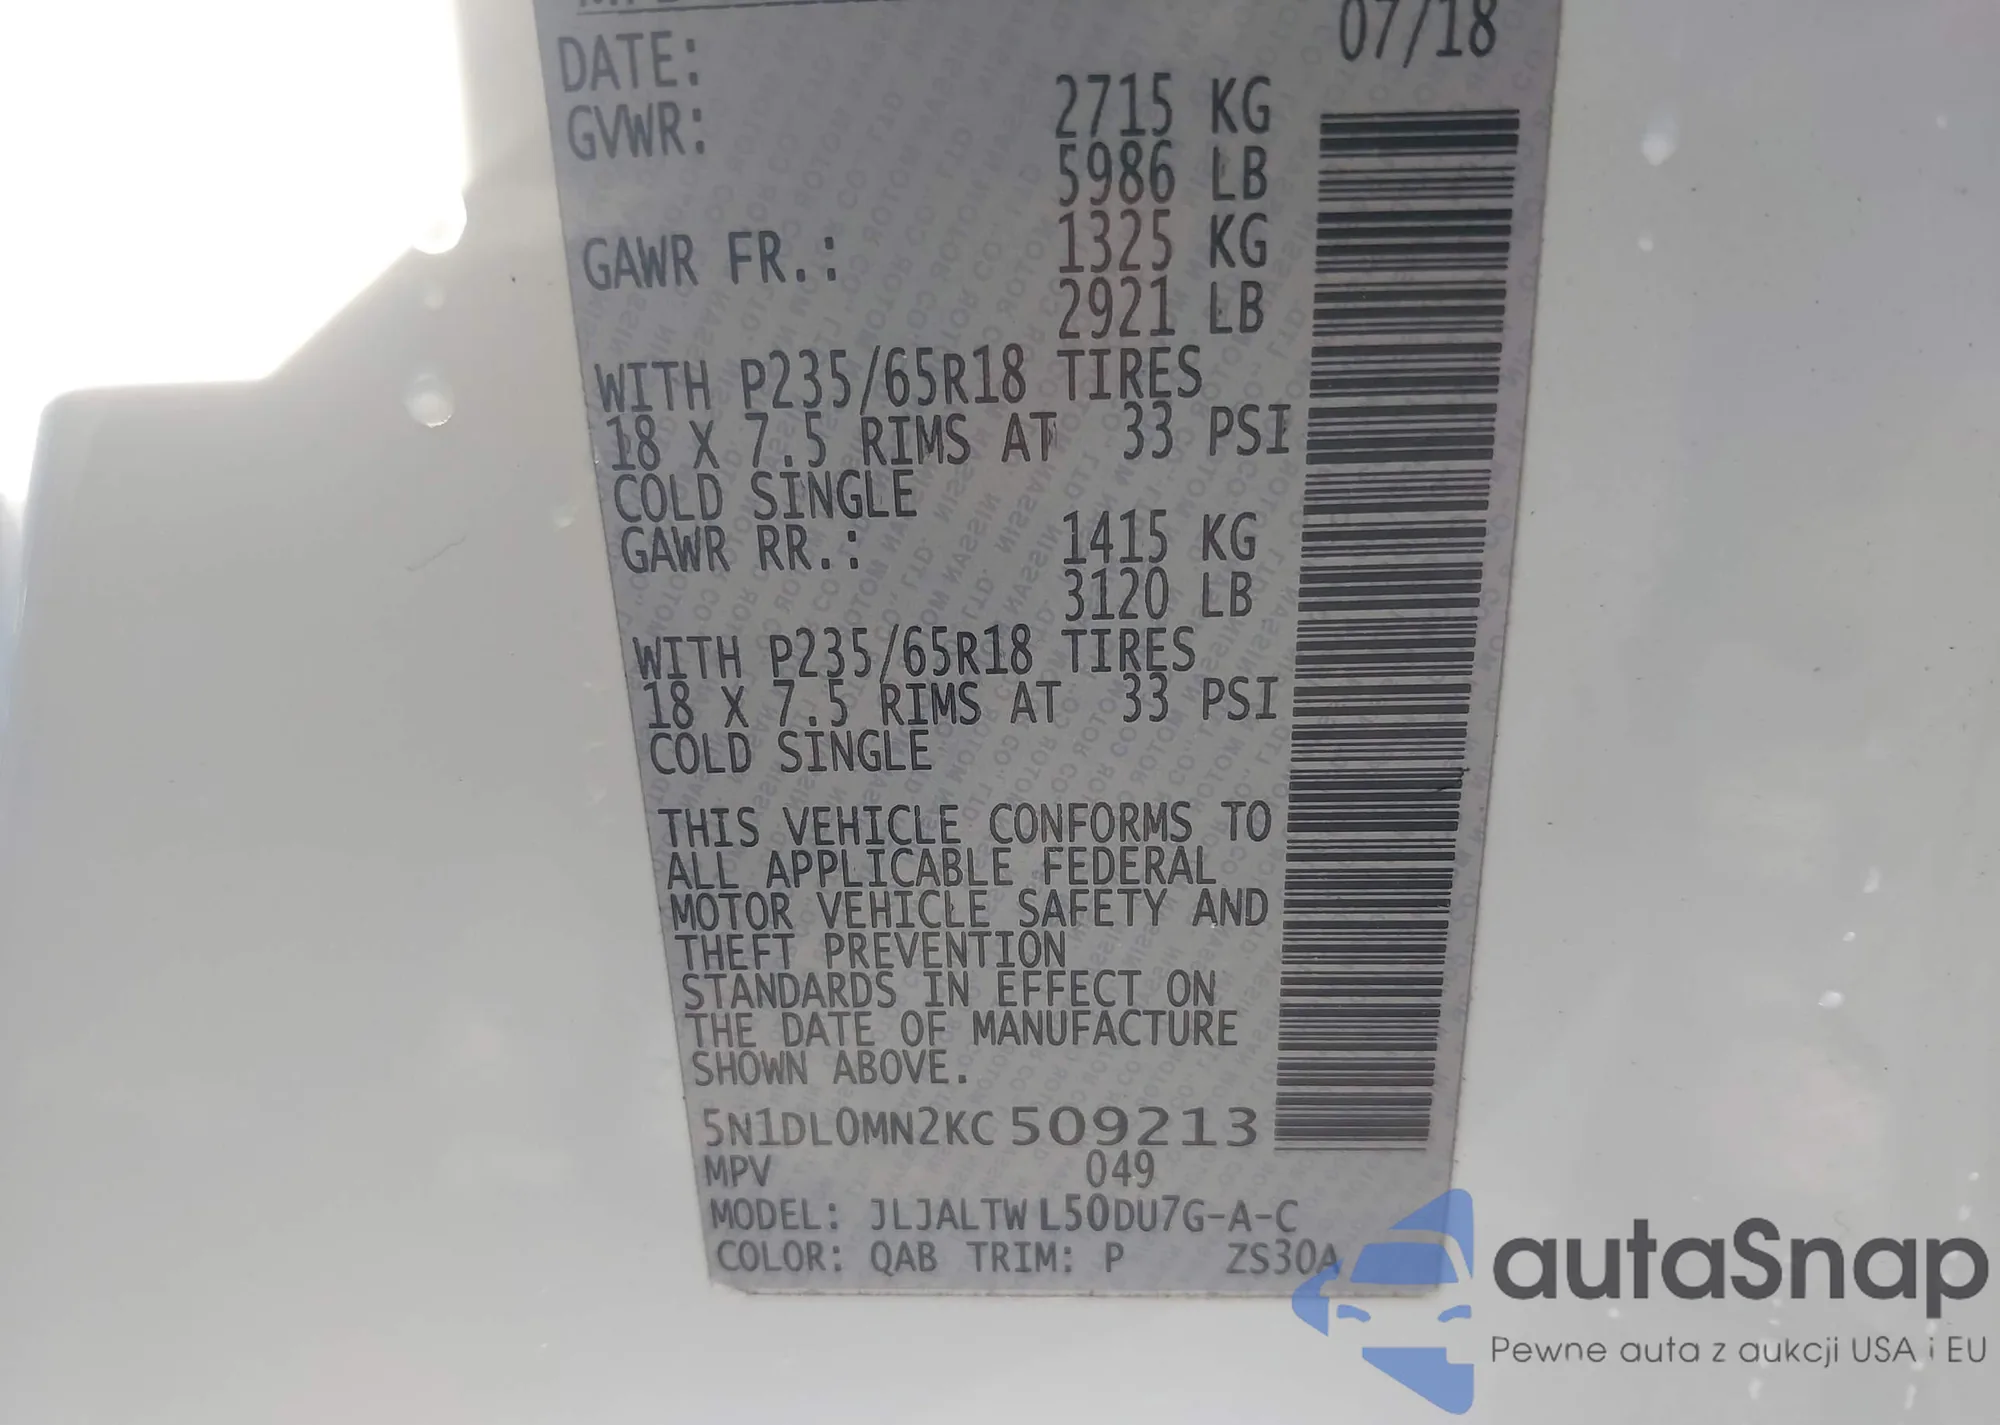 07/18
DATE:
GVWR: 2715 KG
5986 LB
GAWR FR.: 1325 KG
2921 LB
WITH P235/65R18 TIRES
18 X 7.5 RIMS AT 33 PSI
COLD SINGLE
GAWR RR.: 1415 KG
3120 LB
WITH P235/65R18 TIRES
18 X 7.5 RIMS AT 33 PSI
COLD SINGLE
THIS VEHICLE CONFORMS TO
ALL APPLICABLE FEDERAL
MOTOR VEHICLE SAFETY AND
THEFT PREVENTION
STANDARDS IN EFFECT ON
THE DATE OF MANUFACTURE
SHOWN ABOVE.
5N1DL0MN2KC509213
MPV 049
MODEL: JLJALTW L50DU7G-A-C
COLOR: QAB TRIM: P ZS30A
autaSnap
Pewne auta z aukcji USA i EU